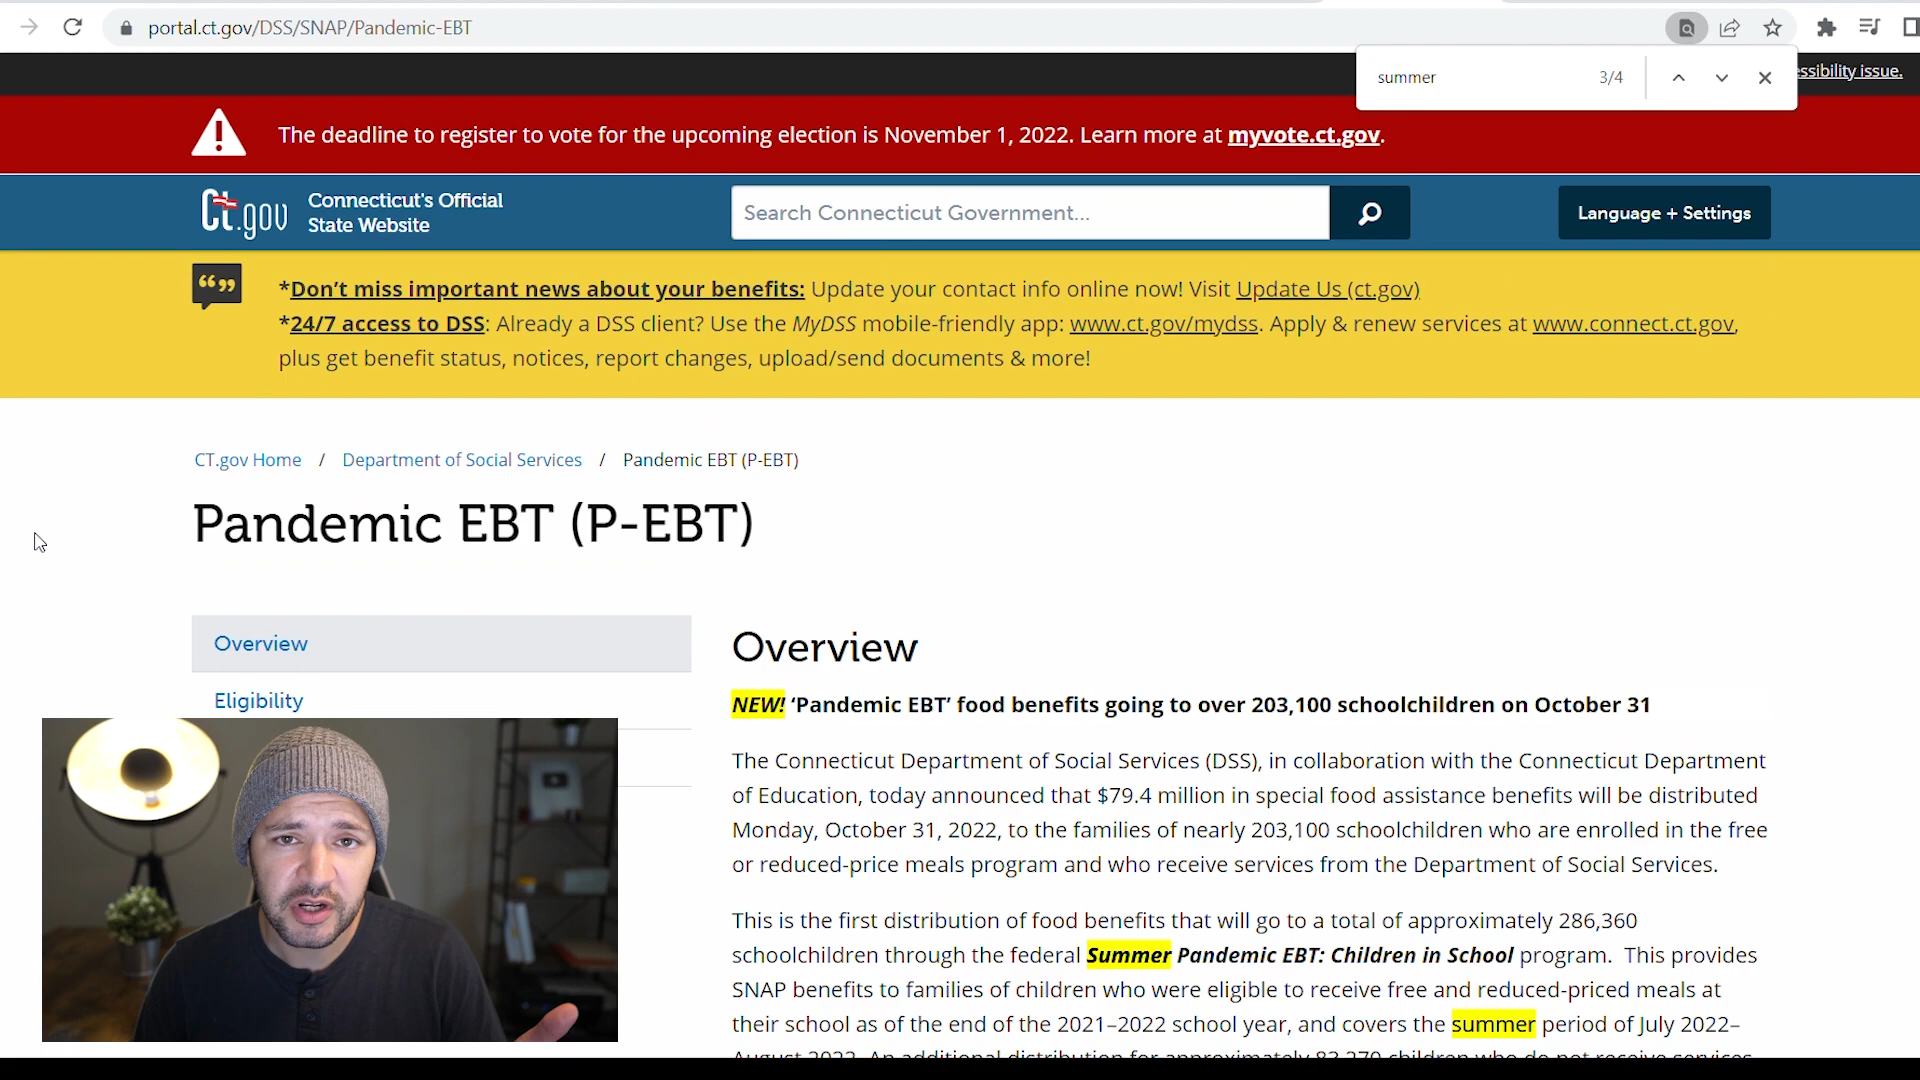 portal.ct.gov/DSS/SNAP/Pandemic-EBT
summer 3/4
essibility issue.
The deadline to register to vote for the upcoming election is November 1, 2022. Learn more at myvote.ct.gov.
Ct.gov
Connecticut's Official
State Website
Search Connecticut Government...
Language + Settings
*Don't miss important news about your benefits: Update your contact info online now! Visit Update Us (ct.gov)
*24/7 access to DSS: Already a DSS client? Use the MyDSS mobile-friendly app: www.ct.gov/mydss. Apply & renew services at www.connect.ct.gov,
plus get benefit status, notices, report changes, upload/send documents & more!
CT.gov Home / Department of Social Services / Pandemic EBT (P-EBT)
Pandemic EBT (P-EBT)
Overview
Eligibility
Overview
NEW! ‘Pandemic EBT’ food benefits going to over 203,100 schoolchildren on October 31
The Connecticut Department of Social Services (DSS), in collaboration with the Connecticut Department
of Education, today announced that $79.4 million in special food assistance benefits will be distributed
Monday, October 31, 2022, to the families of nearly 203,100 schoolchildren who are enrolled in the free
or reduced-price meals program and who receive services from the Department of Social Services.
This is the first distribution of food benefits that will go to a total of approximately 286,360
schoolchildren through the federal Summer Pandemic EBT: Children in School program. This provides
SNAP benefits to families of children who were eligible to receive free and reduced-priced meals at
their school as of the end of the 2021–2022 school year, and covers the summer period of July 2022–
August 2022. An additional distribution for approximately 83,270 children who do not receive services